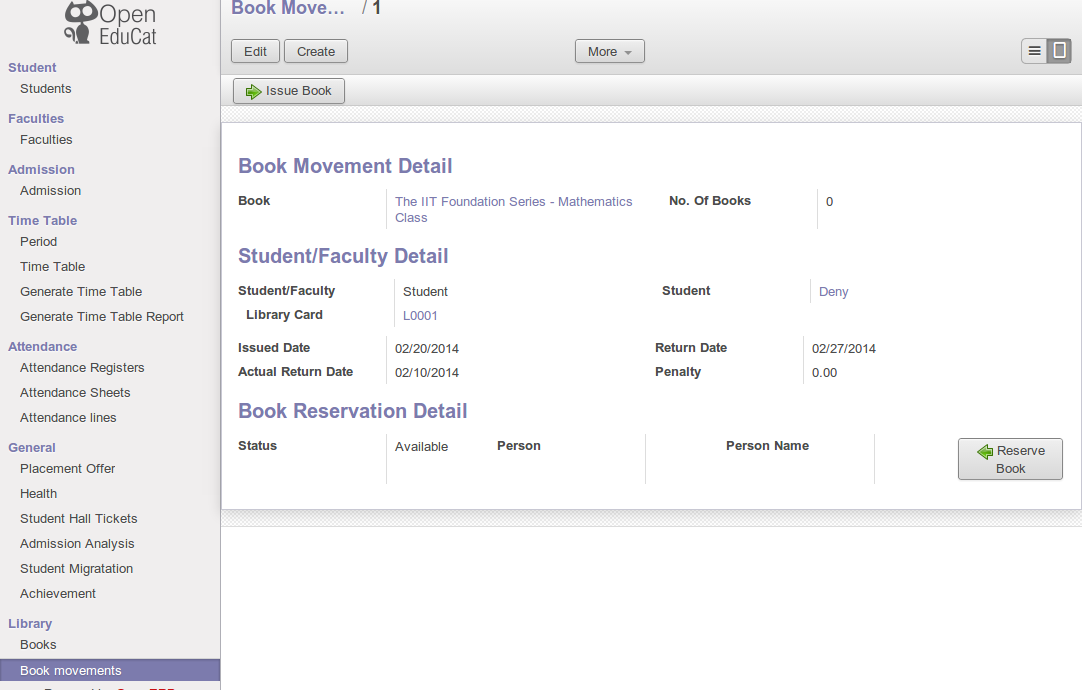 Open
EduCat
Student
Students
Faculties
Faculties
Admission
Admission
Time Table
Period
Time Table
Generate Time Table
Generate Time Table Report
Attendance
Attendance Registers
Attendance Sheets
Attendance lines
General
Placement Offer
Health
Student Hall Tickets
Admission Analysis
Student Migratation
Achievement
Library
Books
Book movements
Book Move... / 1
Edit Create More
Issue Book
Book Movement Detail
Book The IIT Foundation Series - Mathematics No. Of Books 0
Class
Student/Faculty Detail
Student/Faculty Student Student Deny
Library Card L0001
Issued Date 02/20/2014 Return Date 02/27/2014
Actual Return Date 02/10/2014 Penalty 0.00
Book Reservation Detail
Status Available Person Person Name Reserve
Book